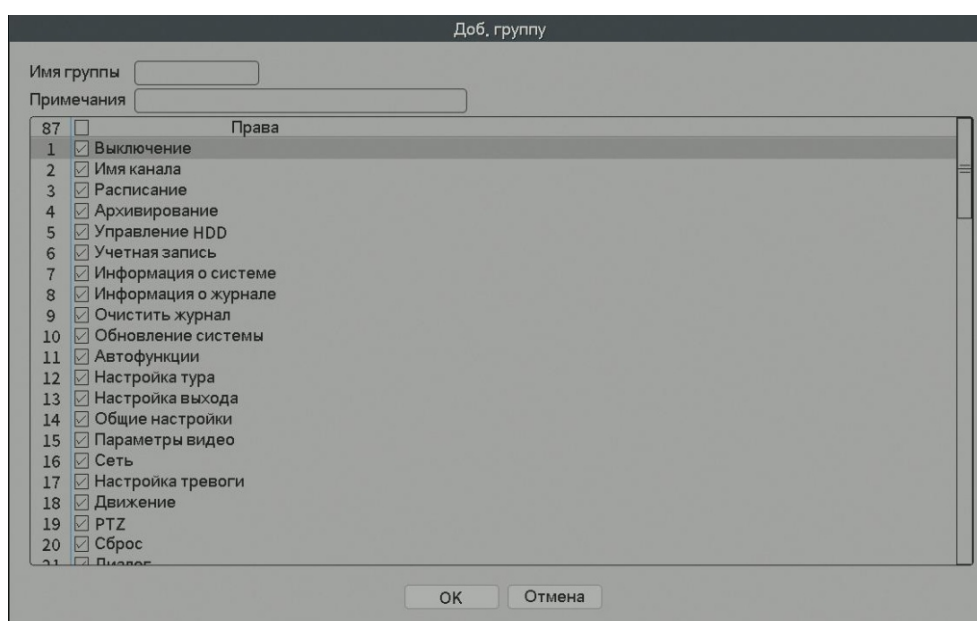 Доб. группу
Имя группы
Примечания
87 Права
1 Выключение
2 Имя канала
3 Расписание
4 Архивирование
5 Управление HDD
6 Учетная запись
7 Информация о системе
8 Информация о журнале
9 Очистить журнал
10 Обновление системы
11 Автофункции
12 Настройка тура
13 Настройка выхода
14 Общие настройки
15 Параметры видео
16 Сеть
17 Настройка тревоги
18 Движение
19 PTZ
20 Сброс
21 Диалог
OK Отмена